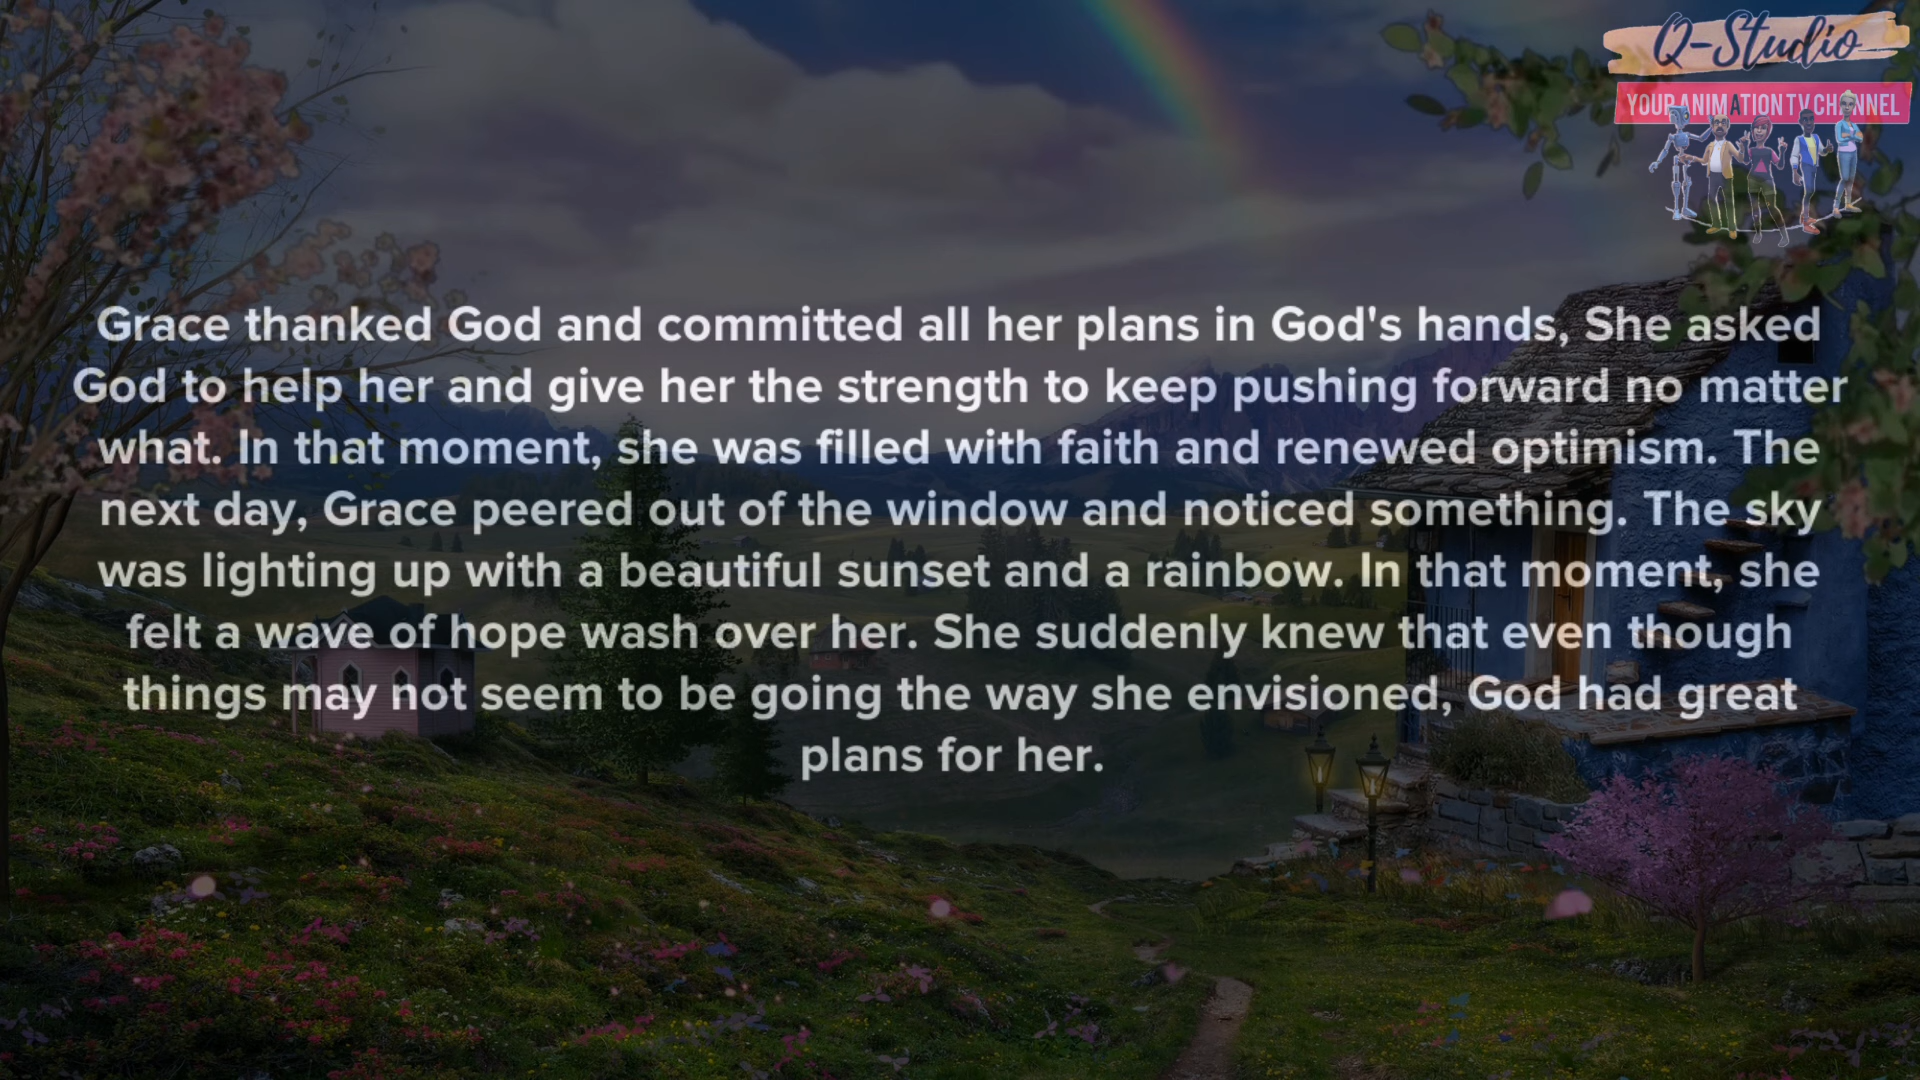 Q-Studio
YOUR ANIMATION TV CHANNEL
Grace thanked God and committed all her plans in God's hands, She asked
God to help her and give her the strength to keep pushing forward no matter
what. In that moment, she was filled with faith and renewed optimism. The
next day, Grace peered out of the window and noticed something. The sky
was lighting up with a beautiful sunset and a rainbow. In that moment, she
felt a wave of hope wash over her. She suddenly knew that even though
things may not seem to be going the way she envisioned, God had great
plans for her.